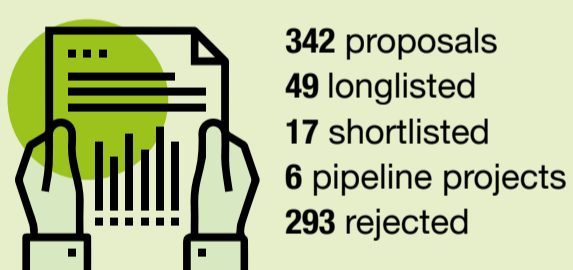 342 proposals
49 longlisted
17 shortlisted
6 pipeline projects
293 rejected